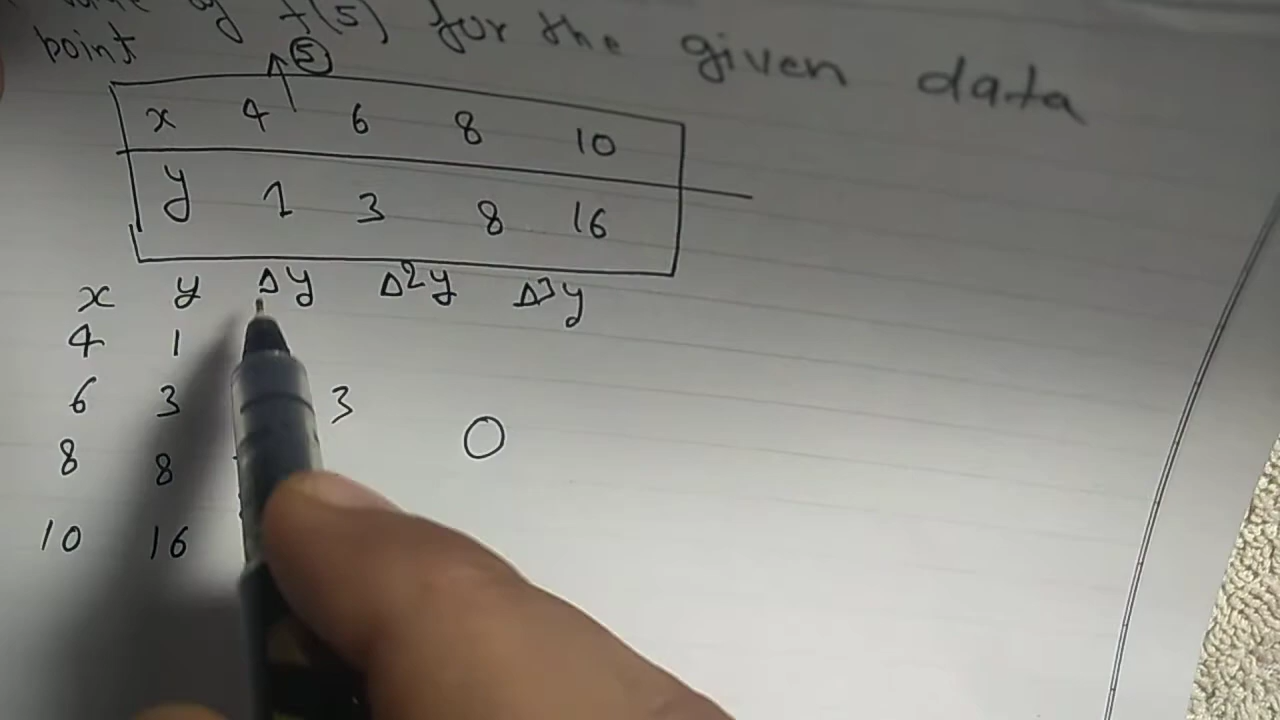 of f(5) for the given data
point 5
x 4 6 8 10
y 1 3 8 16
x y Δy Δ2y Δ3y
4 1
6 3 3
0
8 8
10 16